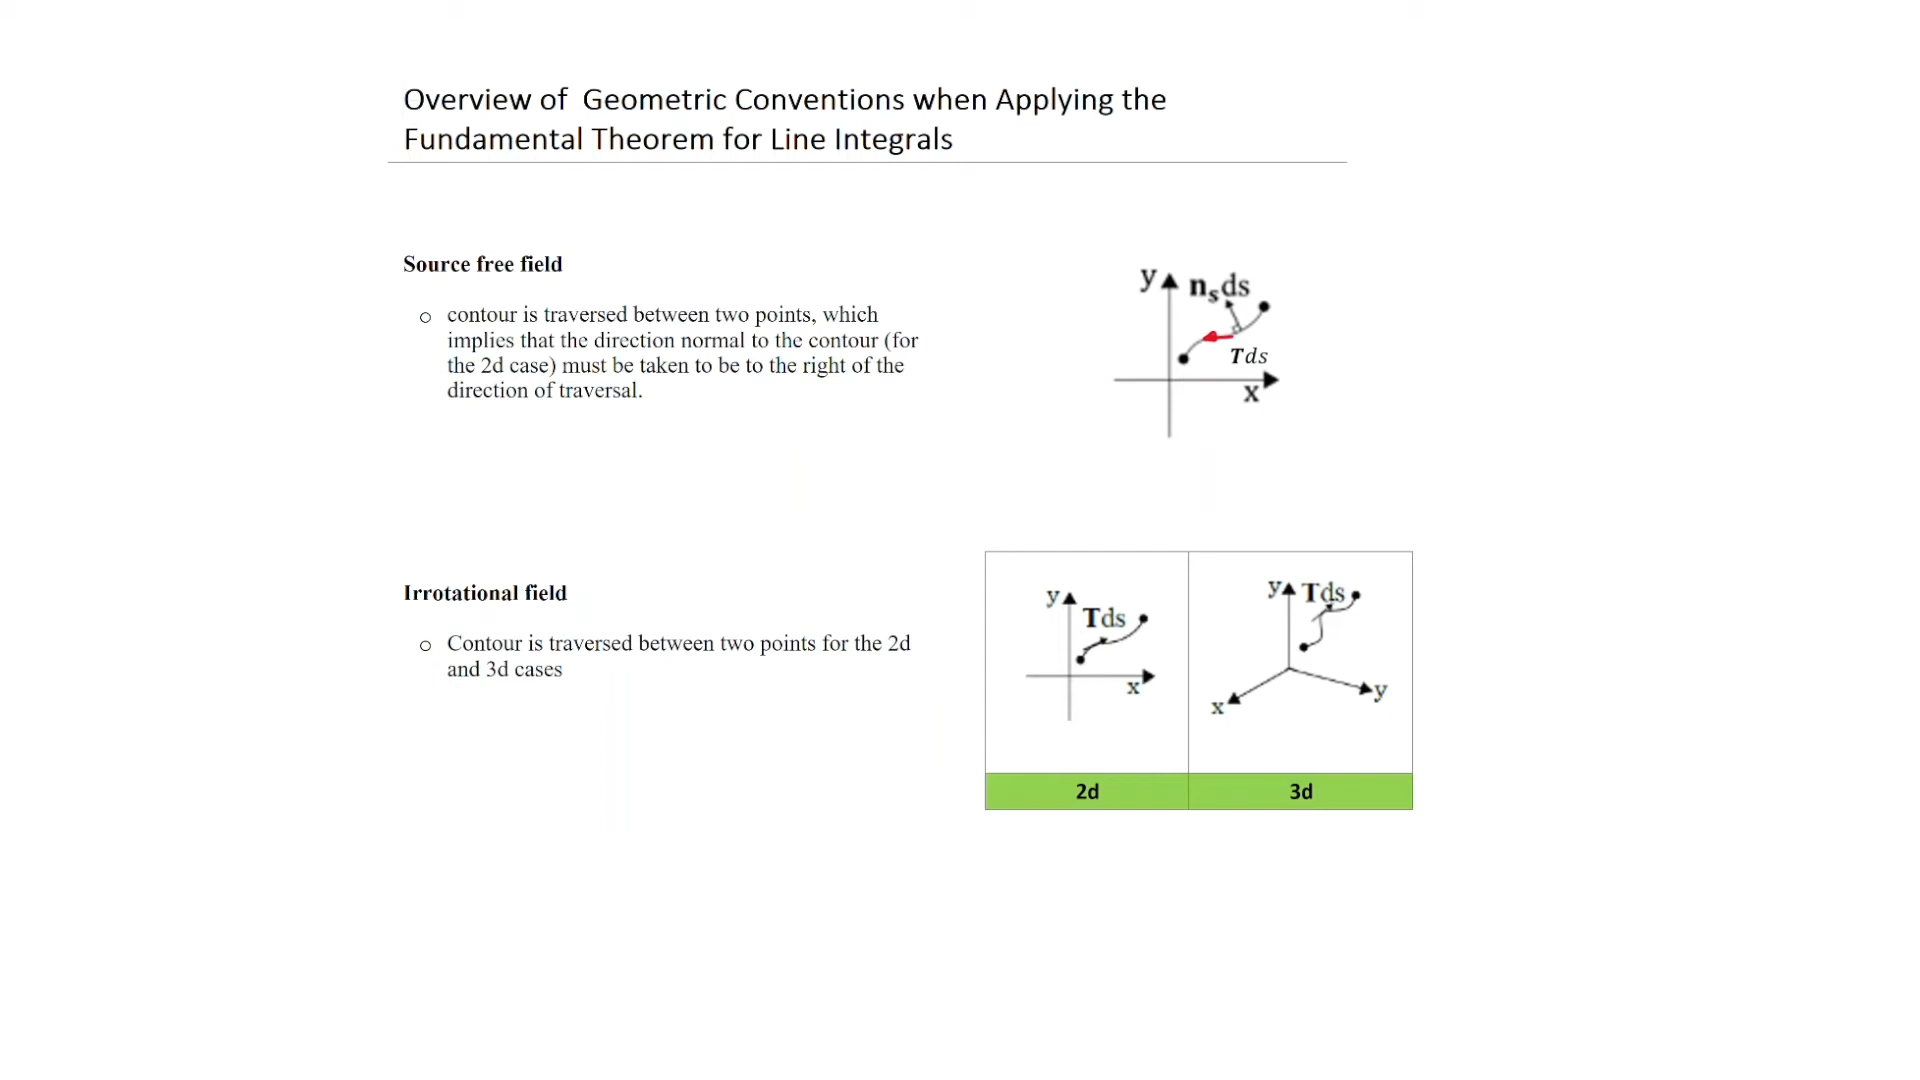 Overview of Geometric Conventions when Applying the
Fundamental Theorem for Line Integrals
Source free field
o contour is traversed between two points, which
implies that the direction normal to the contour (for
the 2d case) must be taken to be to the right of the
direction of traversal.
y nₛds
Tds
x
Irrotational field
o Contour is traversed between two points for the 2d
and 3d cases
y Tds
x
y Tds
x y
2d 3d